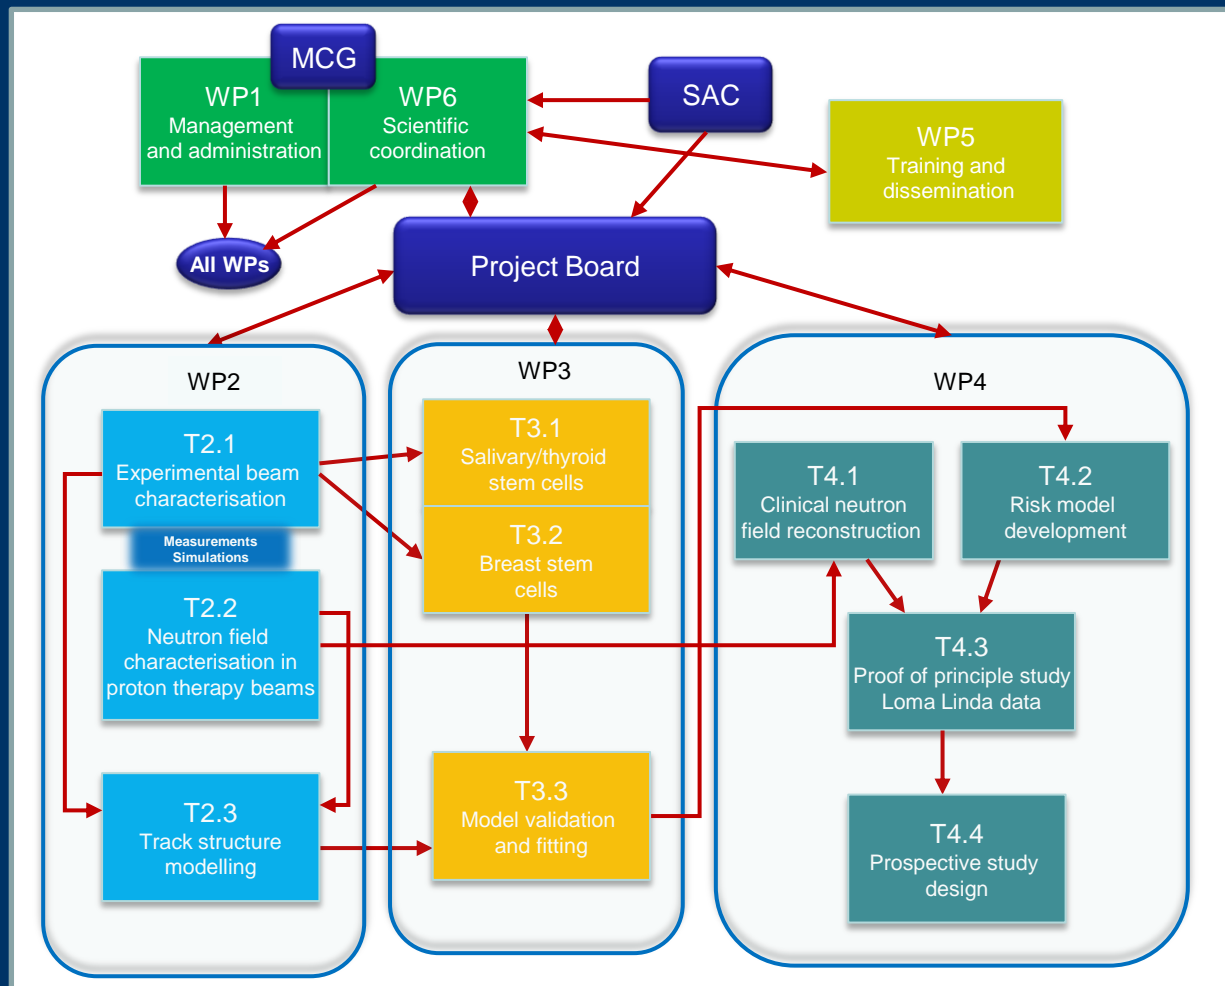 MCG
WP1
Management
and administration
WP6
Scientific
coordination
SAC
WP5
Training and
dissemination
All WPs
Project Board
WP2
T2.1
Experimental beam
characterisation
Measurements
Simulations
T2.2
Neutron field
characterisation in
proton therapy beams
T2.3
Track structure
modelling
WP3
T3.1
Salivary/thyroid
stem cells
T3.2
Breast stem
cells
T3.3
Model validation
and fitting
WP4
T4.1
Clinical neutron
field reconstruction
T4.2
Risk model
development
T4.3
Proof of principle study
Loma Linda data
T4.4
Prospective study
design